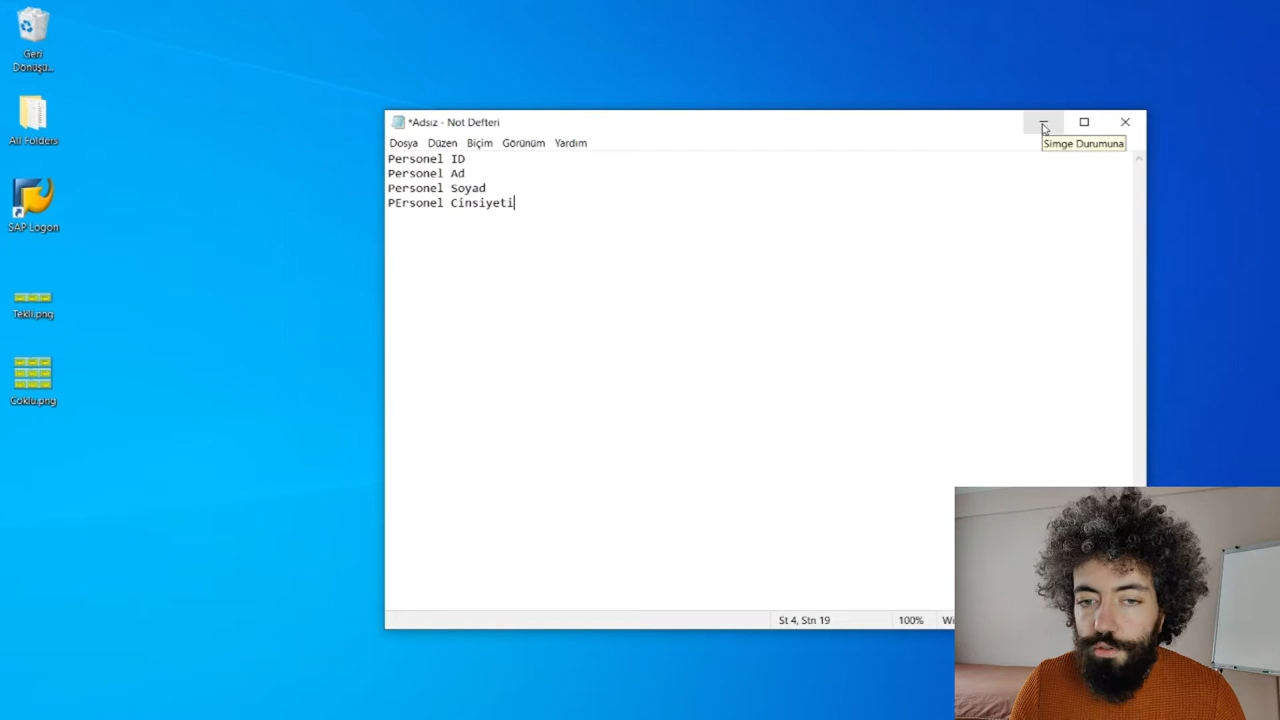 Geri
Dönüşü...
All Folders
SAP Logon
Tekli.png
Coklu.png
*Adsız - Not Defteri
Dosya Düzen Biçim Görünüm Yardım
Simge Durumuna
Personel ID
Personel Ad
Personel Soyad
PErsonel Cinsiyeti
St 4, Stn 19
100%